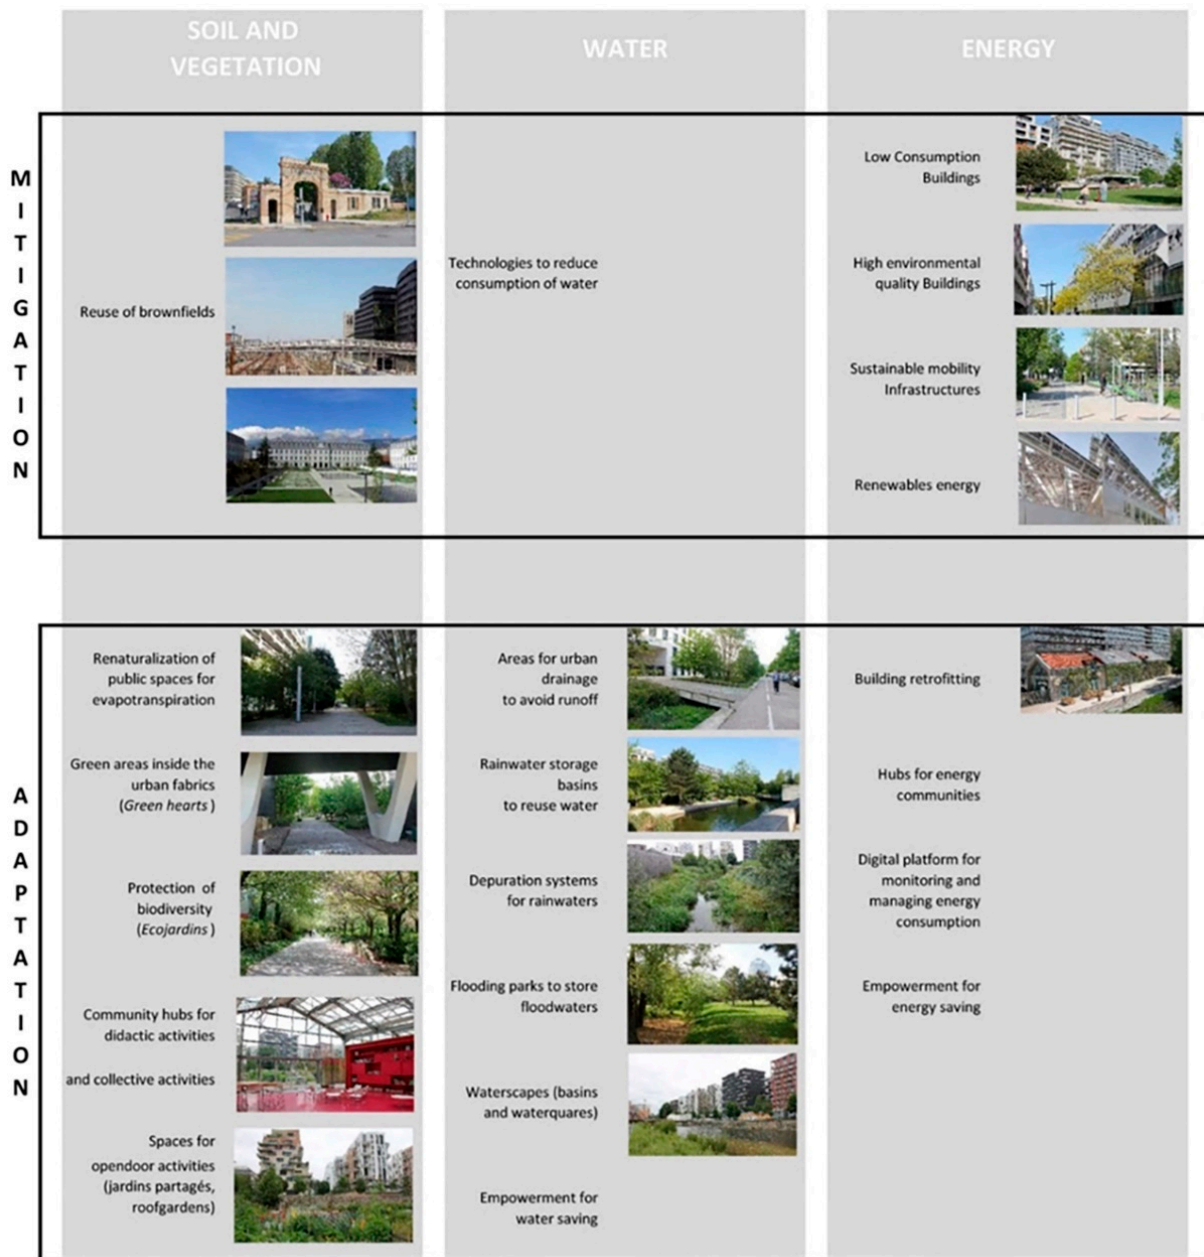 SOIL AND
VEGETATION
WATER
ENERGY
MITIGATION
Reuse of brownfields
Technologies to reduce
consumption of water
Low Consumption
Buildings
High environmental
quality Buildings
Sustainable mobility
Infrastructures
Renewables energy
ADAPTATION
Renaturalization of
public spaces for
evapotranspiration
Green areas inside the
urban fabrics
(Green hearts)
Protection of
biodiversity
(Ecojardins)
Community hubs for
didactic activities
and collective activities
Spaces for
opendoor activities
(jardins partagés,
roofgardens)
Areas for urban
drainage
to avoid runoff
Rainwater storage
basins
to reuse water
Depuration systems
for rainwaters
Flooding parks to store
floodwaters
Waterscapes (basins
and waterquares)
Empowerment for
water saving
Building retrofitting
Hubs for energy
communities
Digital platform for
monitoring and
managing energy
consumption
Empowerment for
energy saving